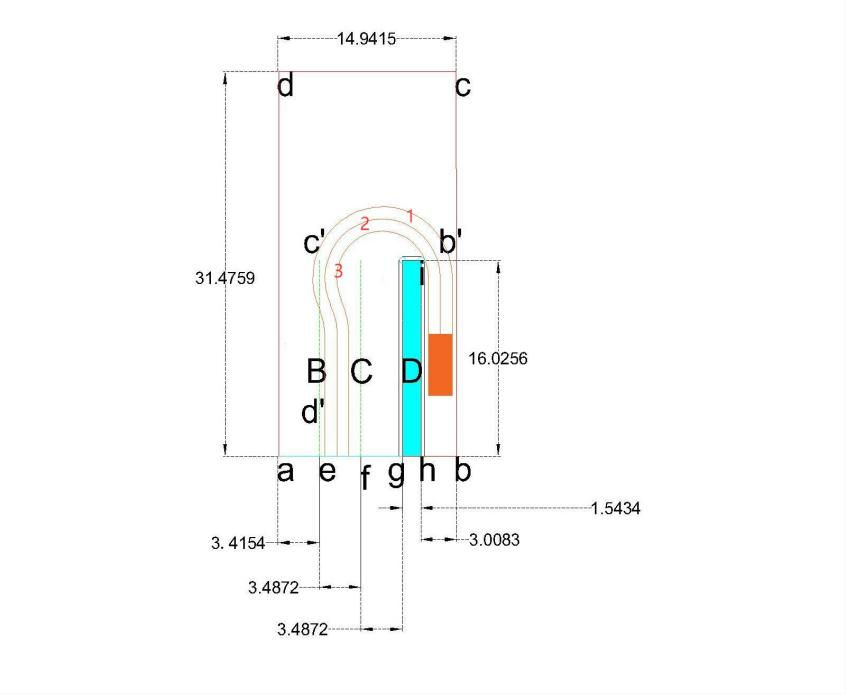 14.9415
d c
1
2
c' b'
3 i
31.4759
16.0256
B C D
d'
a e f g h b
1.5434
3.4154 3.0083
3.4872
3.4872